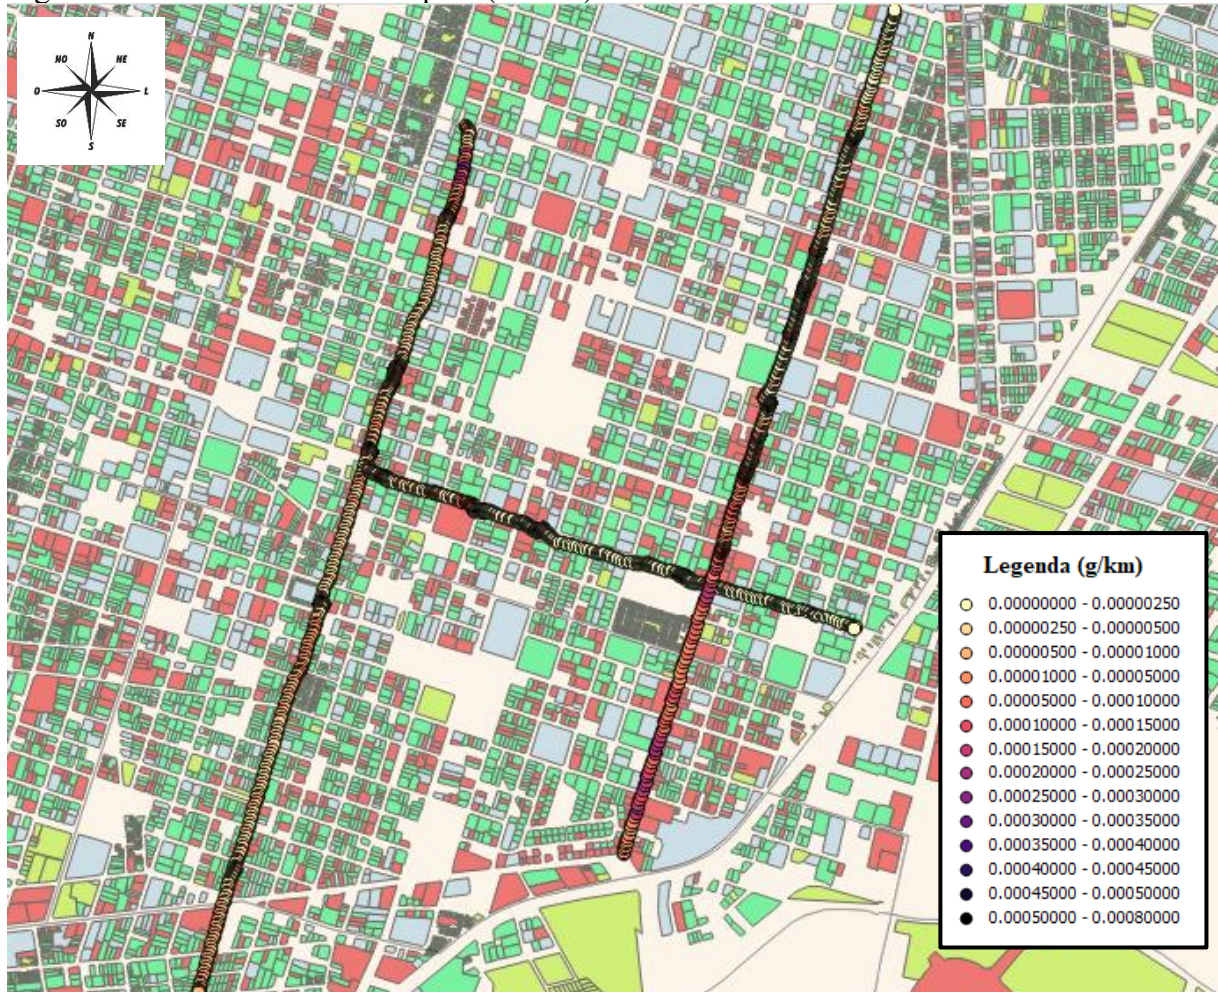 N
NO NE
O L
SO SE
S
Legenda (g/km)
0.00000000 - 0.00000250
0.00000250 - 0.00000500
0.00000500 - 0.00001000
0.00001000 - 0.00005000
0.00005000 - 0.00010000
0.00010000 - 0.00015000
0.00015000 - 0.00020000
0.00020000 - 0.00025000
0.00025000 - 0.00030000
0.00030000 - 0.00035000
0.00035000 - 0.00040000
0.00040000 - 0.00045000
0.00045000 - 0.00050000
0.00050000 - 0.00080000